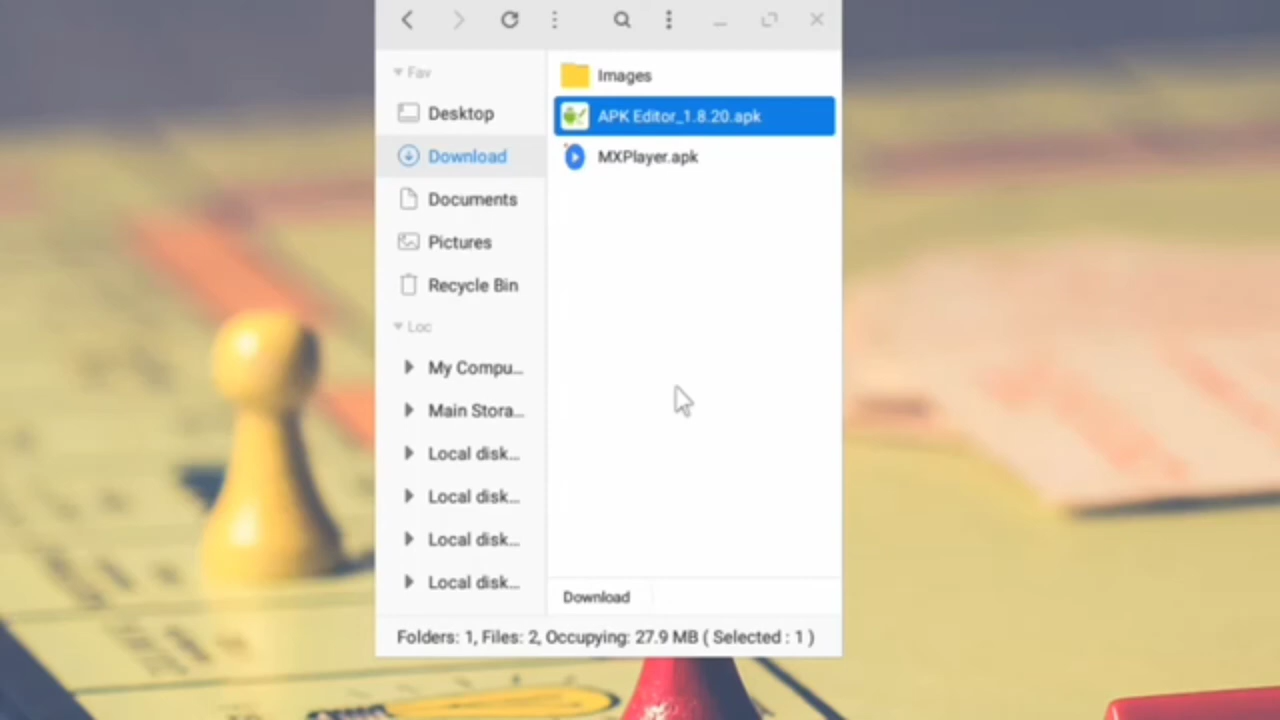 Fav
Desktop
Download
Documents
Pictures
Recycle Bin
Loc
My Compu...
Main Stora...
Local disk...
Local disk...
Local disk...
Local disk...
Images
APK Editor_1.8.20.apk
MXPlayer.apk
Download
Folders: 1, Files: 2, Occupying: 27.9 MB ( Selected : 1 )